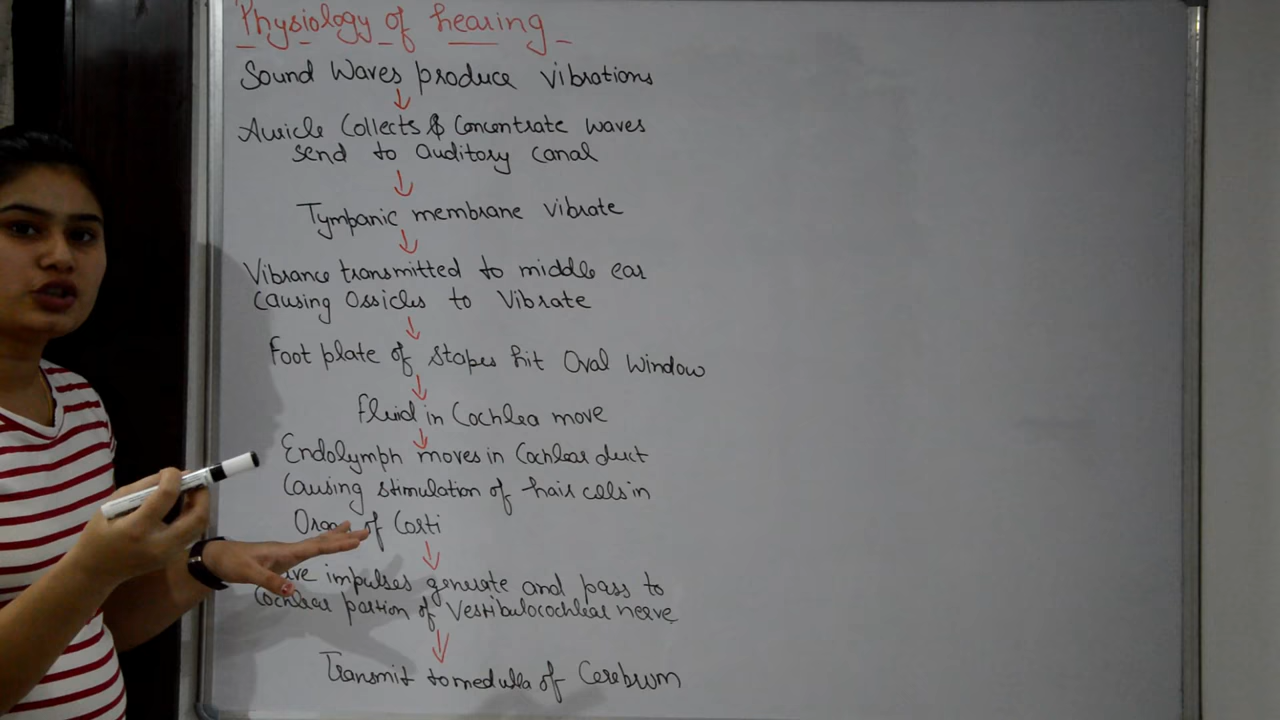 Physiology of hearing
Sound Waves produce vibrations
Auricle Collects & Concentrate waves
send to auditory canal
Tympanic membrane vibrate
Vibrance transmitted to middle ear
Causing Ossicles to Vibrate
Foot plate of stapes hit Oval Window
fluid in Cochlea move
Endolymph moves in Cochlear duct
Causing stimulation of hair cells in
of Corti
impulses generate and pass to
Cochlear portion of Vestibulocochlear nerve
Transmit to medulla of Cerebrum